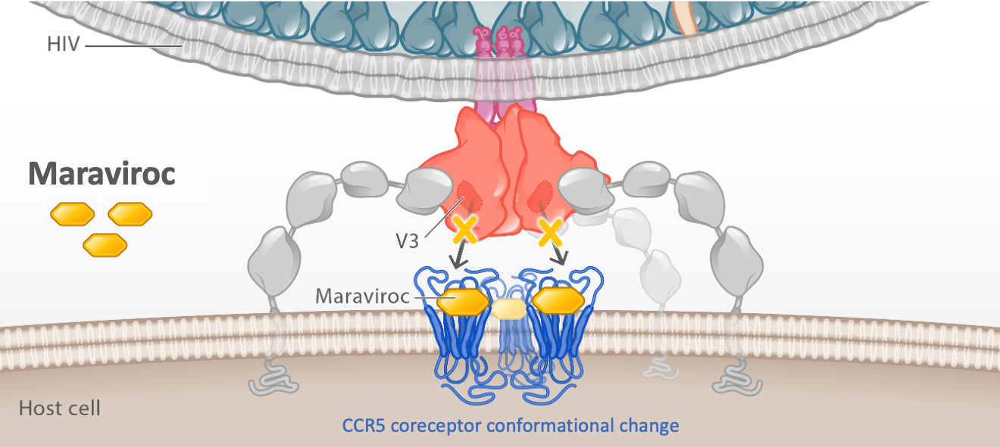 HIV
Maraviroc
V3
Maraviroc
Host cell
CCR5 coreceptor conformational change